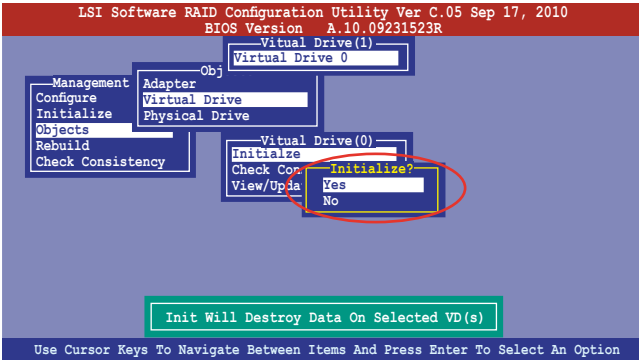 LSI Software RAID Configuration Utility Ver C.05 Sep 17, 2010
BIOS Version A.10.09231523R
Vitual Drive(1)
Virtual Drive 0
Obj
Adapter
Virtual Drive
Physical Drive
Management
Configure
Initialize
Objects
Rebuild
Check Consistency
Vitual Drive(0)
Initialze
Check Con
View/Upda
Initialize?
Yes
No
Init Will Destroy Data On Selected VD(s)
Use Cursor Keys To Navigate Between Items And Press Enter To Select An Option